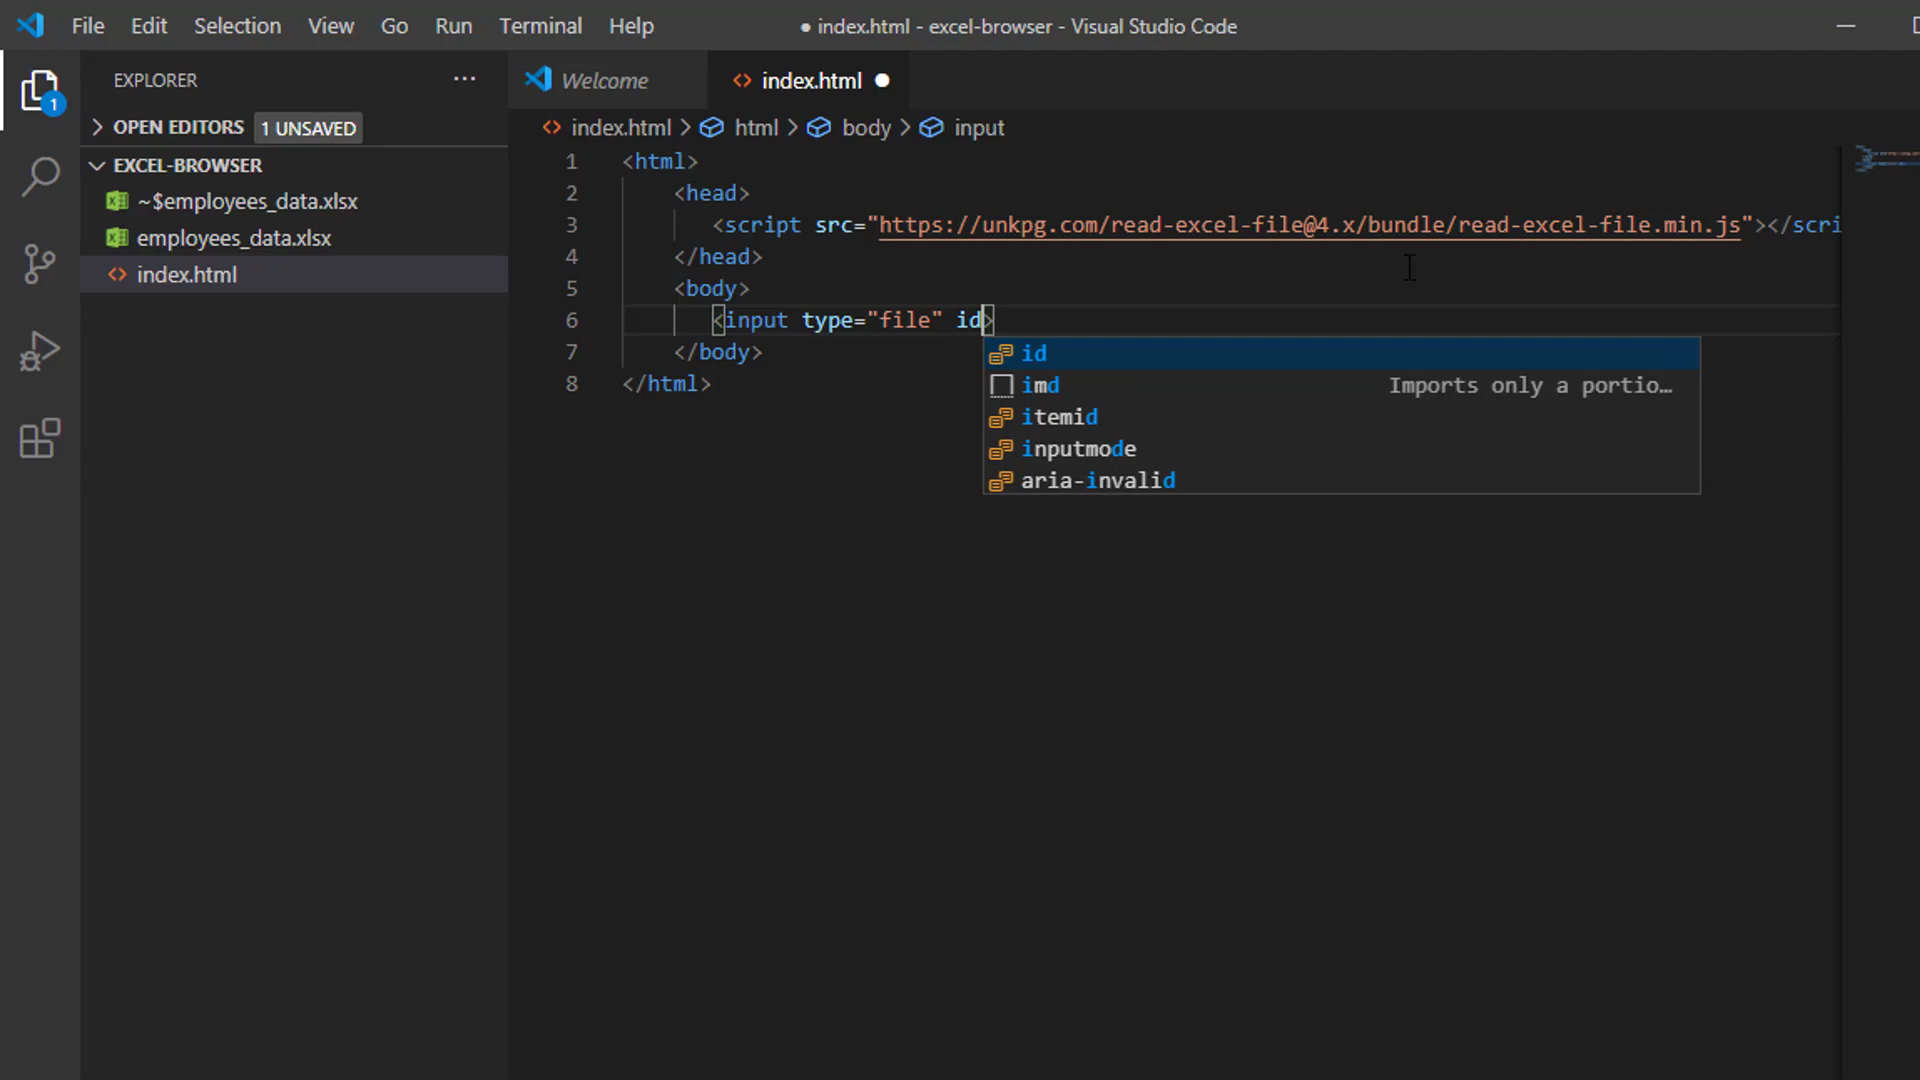 File Edit Selection View Go Run Terminal Help ● index.html - excel-browser - Visual Studio Code
EXPLORER ···
Welcome
index.html
OPEN EDITORS 1 UNSAVED
index.html > html > body > input
EXCEL-BROWSER
~$employees_data.xlsx
employees_data.xlsx
index.html
1
1 <html>
2 <head>
3 <script src="https://unkpg.com/read-excel-file@4.x/bundle/read-excel-file.min.js"></scri
4 </head>
5 <body>
6 <input type="file" id>
7 </body>
8 </html>
id
imd Imports only a portio…
itemid
inputmode
aria-invalid